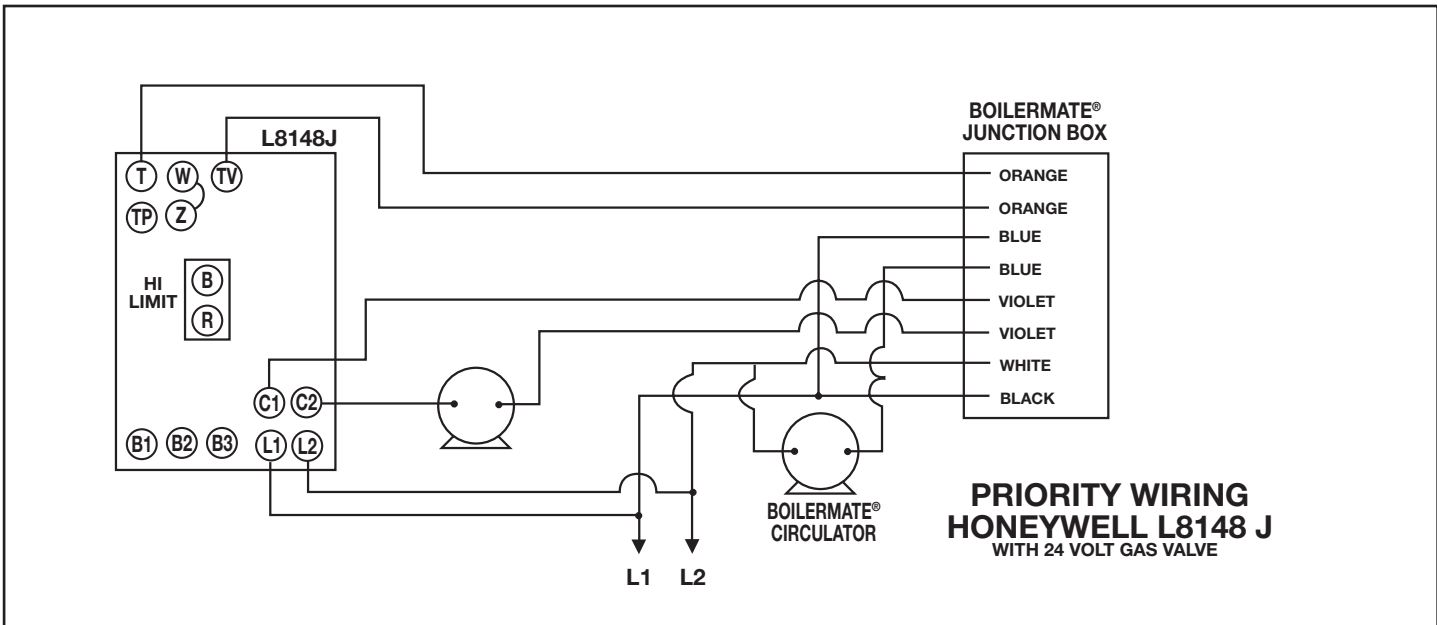 BOILERMATE®
JUNCTION BOX
L8148J
T W TV
TP Z
ORANGE
ORANGE
BLUE
BLUE
VIOLET
VIOLET
WHITE
BLACK
HI
LIMIT
B
R
C1 C2
B1 B2 B3 L1 L2
BOILERMATE®
CIRCULATOR
L1 L2
PRIORITY WIRING
HONEYWELL L8148 J
WITH 24 VOLT GAS VALVE